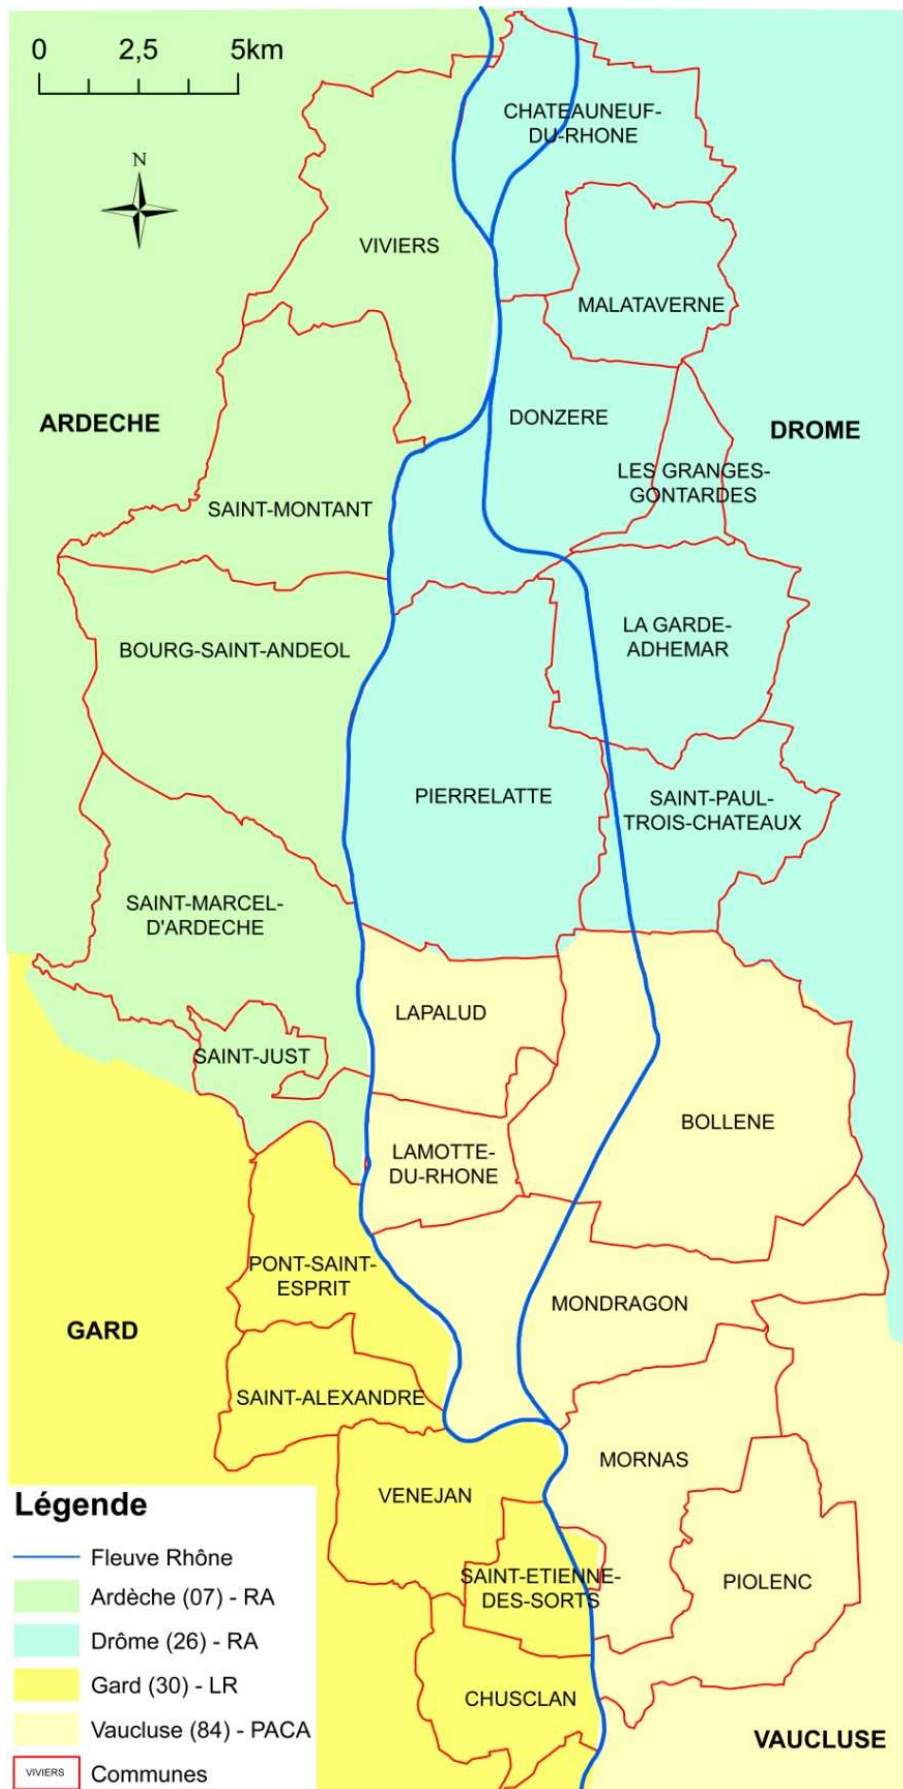 0 2,5 5km
N
CHATEAUNEUF-
DU-RHONE
VIVIERS
MALATAVERNE
ARDECHE
DONZERE
DROME
LES GRANGES-
GONTARDES
SAINT-MONTANT
LA GARDE-
ADHEMAR
BOURG-SAINT-ANDEOL
PIERRELATTE
SAINT-PAUL-
TROIS-CHATEAUX
SAINT-MARCEL-
D'ARDECHE
LAPALUD
SAINT-JUST
BOLLENE
LAMOTTE-
DU-RHONE
PONT-SAINT-
ESPRIT
MONDRAGON
GARD
SAINT-ALEXANDRE
MORNAS
VENEJAN
SAINT-ETIENNE-
DES-SORTS
PIOLENC
CHUSCLAN
VAUCLUSE
Légende
Fleuve Rhône
Ardèche (07) - RA
Drôme (26) - RA
Gard (30) - LR
Vaucluse (84) - PACA
VIVIERS Communes